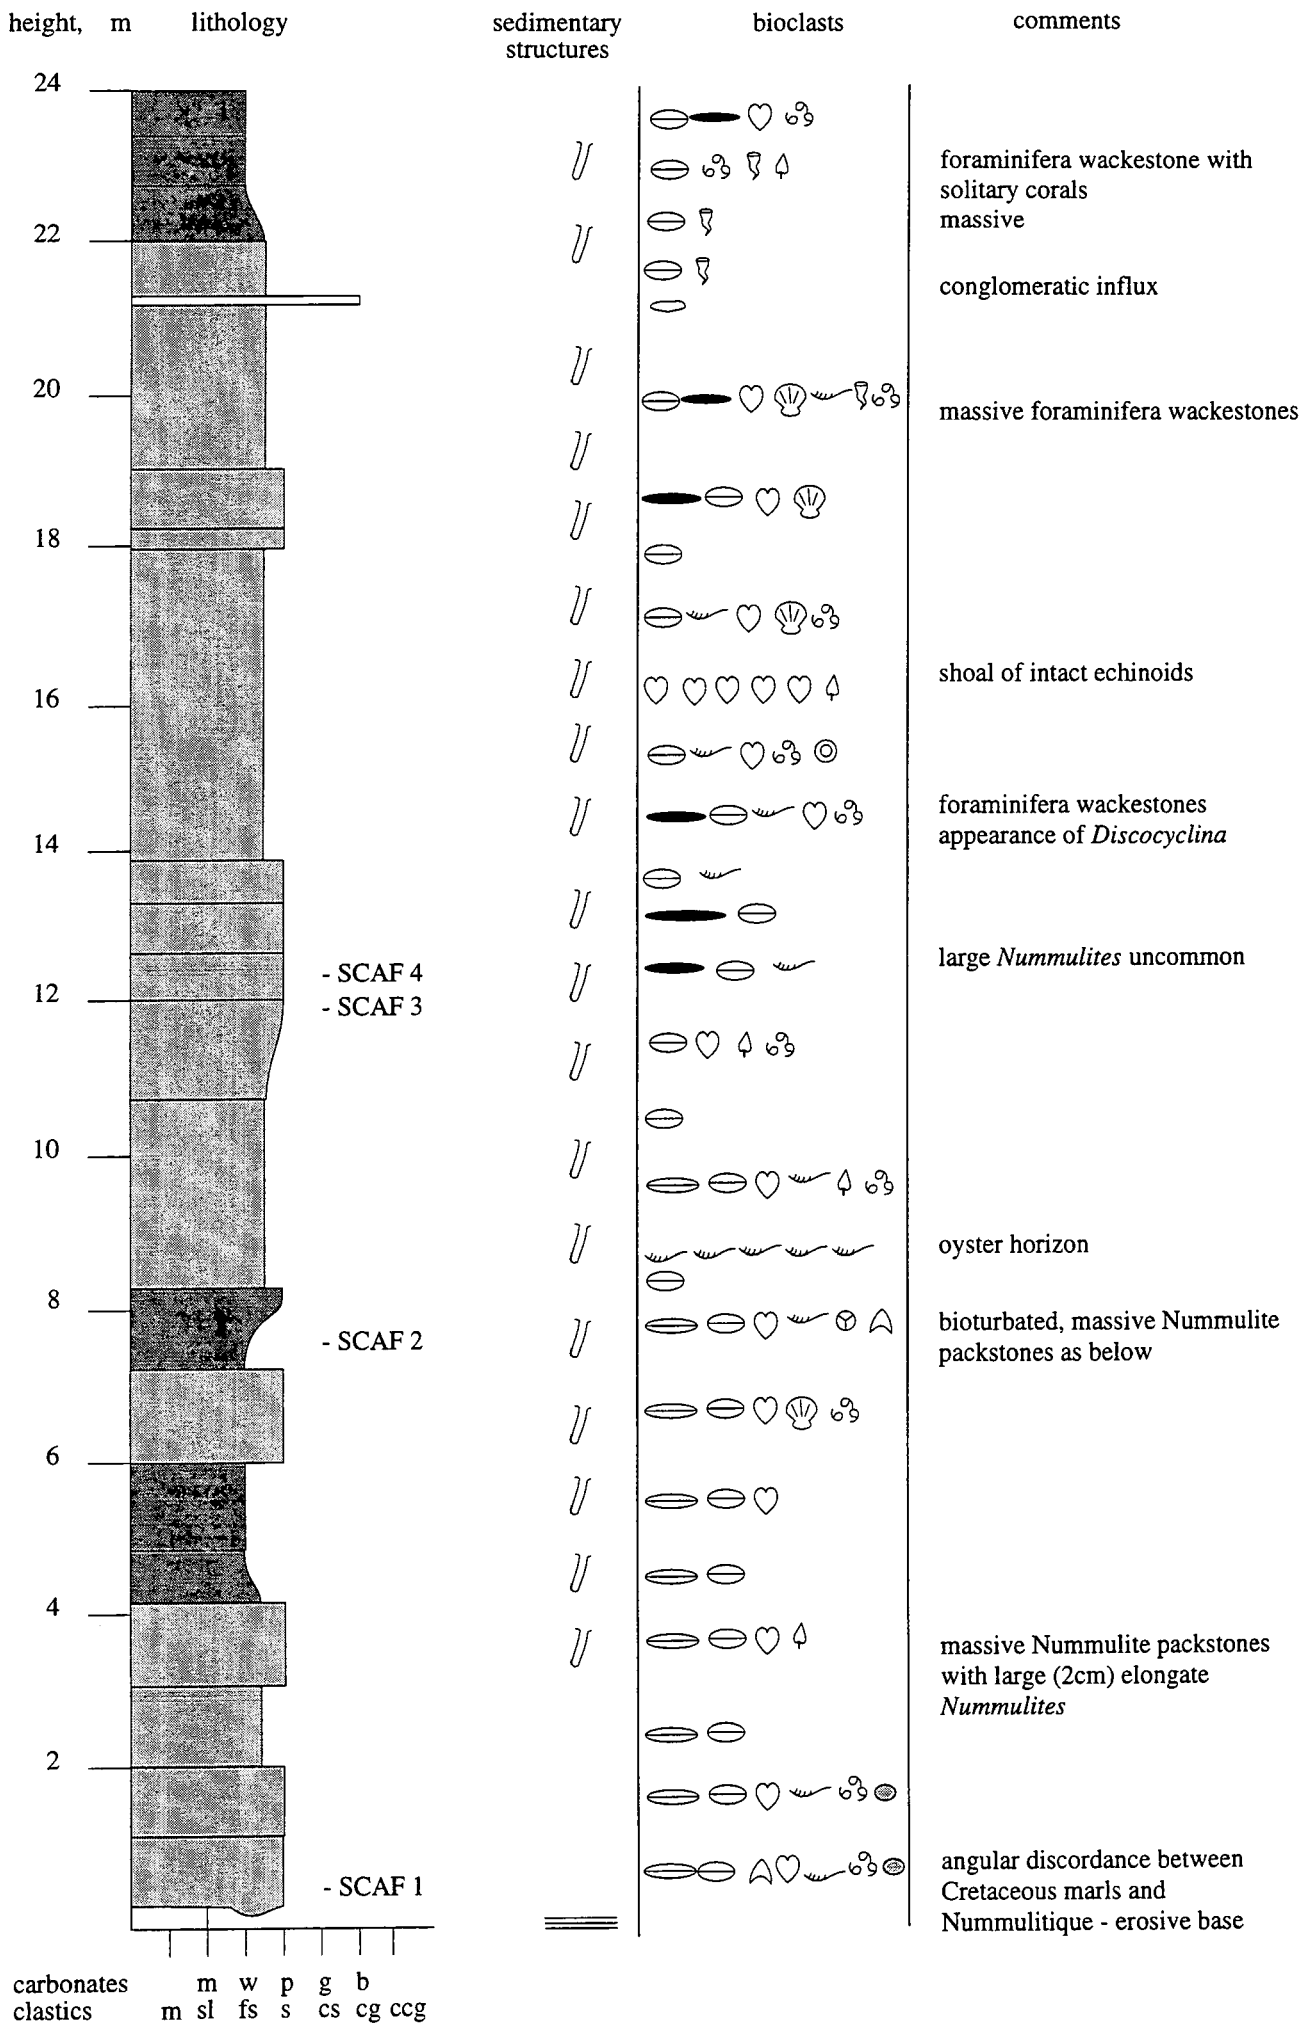 height, m lithology sedimentary structures bioclasts comments
24
foraminifera wackestone with
solitary corals
massive
22
conglomeratic influx
20
massive foraminifera wackestones
18
shoal of intact echinoids
16
foraminifera wackestones
appearance of Discocyclina
14
large Nummulites uncommon
- SCAF 4
12
- SCAF 3
10
oyster horizon
8
bioturbated, massive Nummulite
packstones as below
- SCAF 2
6
4
massive Nummulite packstones
with large (2cm) elongate
Nummulites
2
angular discordance between
Cretaceous marls and
Nummulitique - erosive base
- SCAF 1
carbonates m w p g b
clastics m sl fs s cs cg ccg